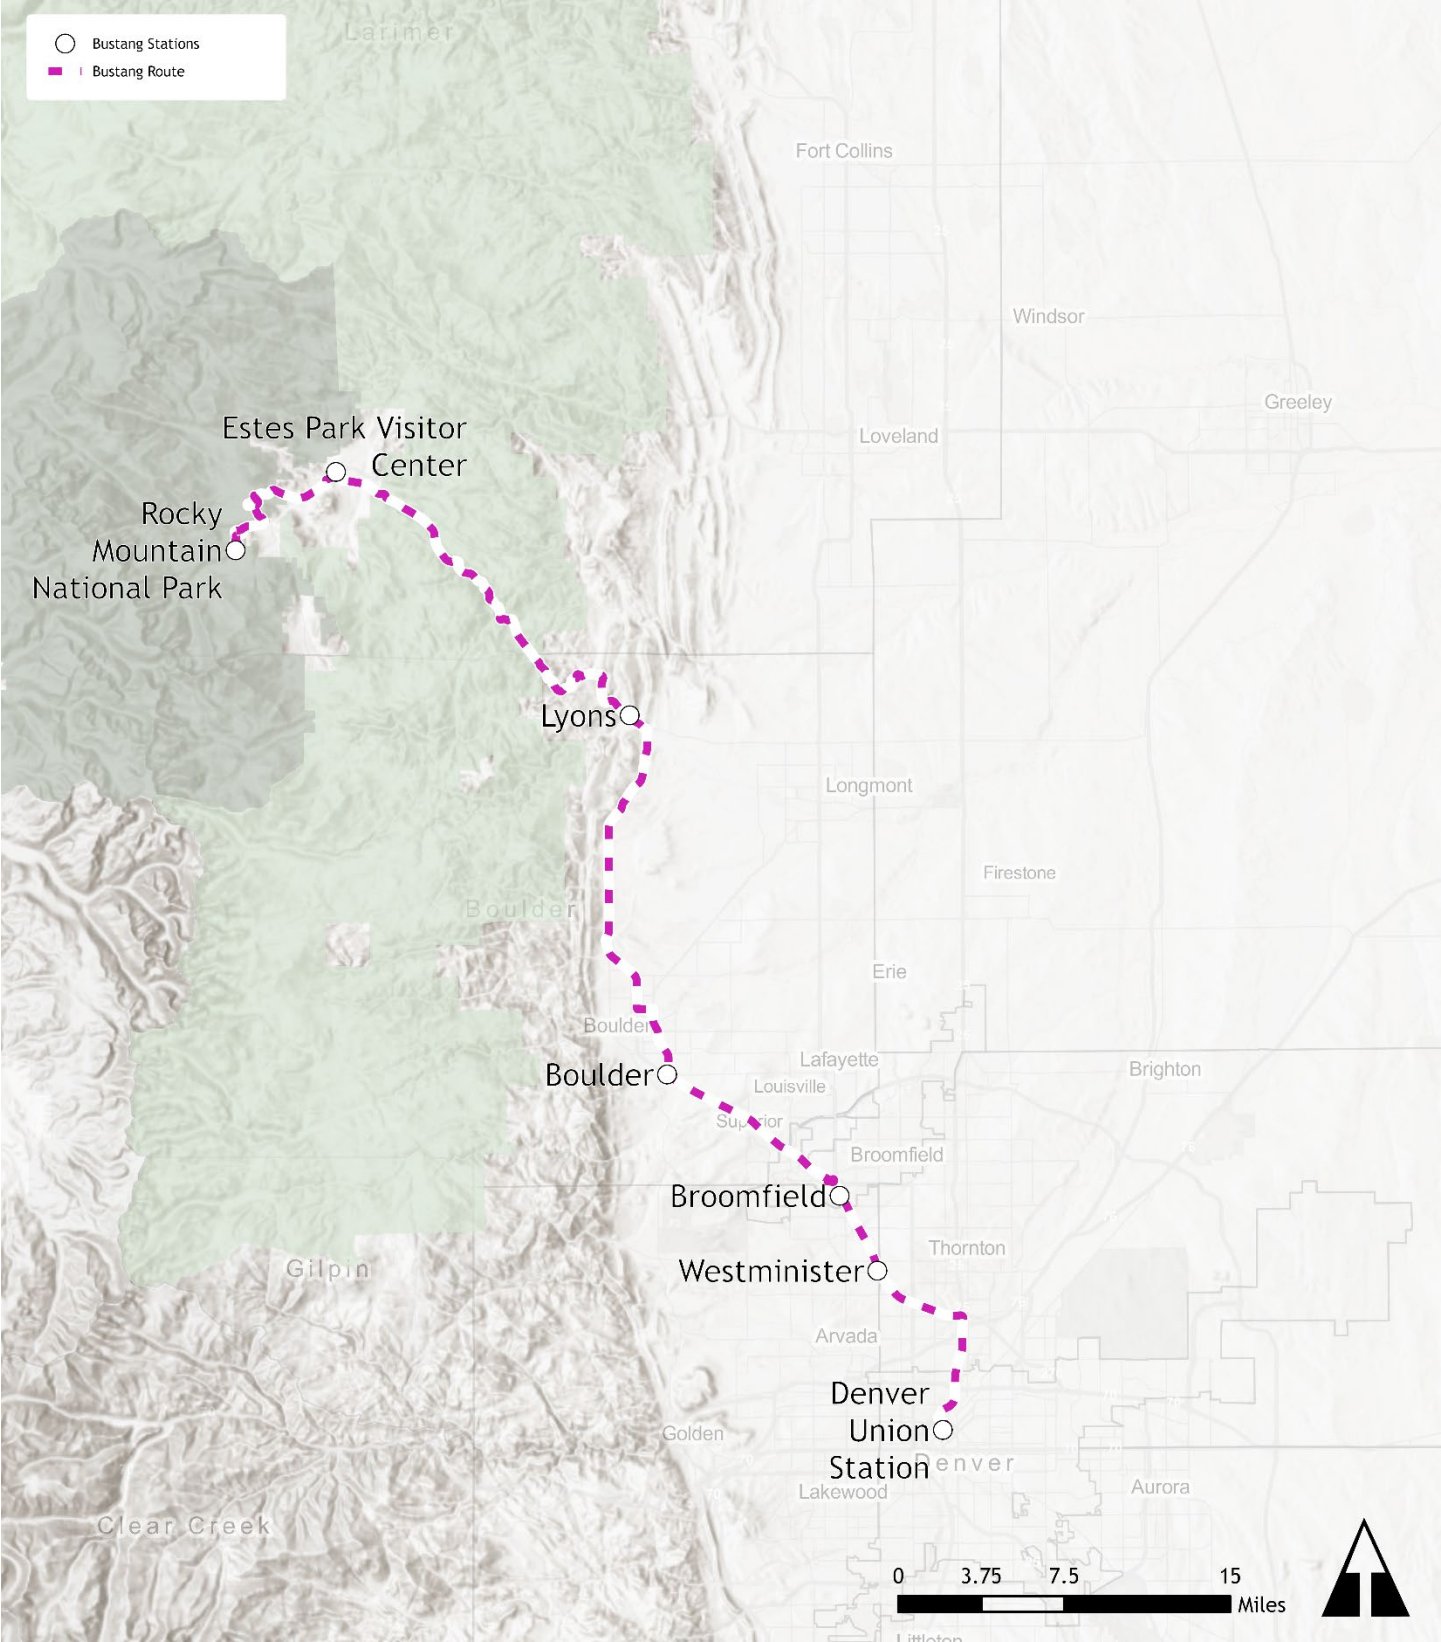 Larimer
Bustang Stations
Bustang Route
Fort Collins
Windsor
Greeley
Loveland
Estes Park Visitor
Center
Rocky
Mountain
National Park
Lyons
Longmont
Firestone
Boulder
Erie
Boulder
Lafayette
Boulder
Louisville
Brighton
Superior
Broomfield
Broomfield
Thornton
Gilpin
Westminister
Arvada
Denver
Union
Station
Golden
Denver
Lakewood
Aurora
Clear Creek
0 3.75 7.5 15
Miles
Littleton